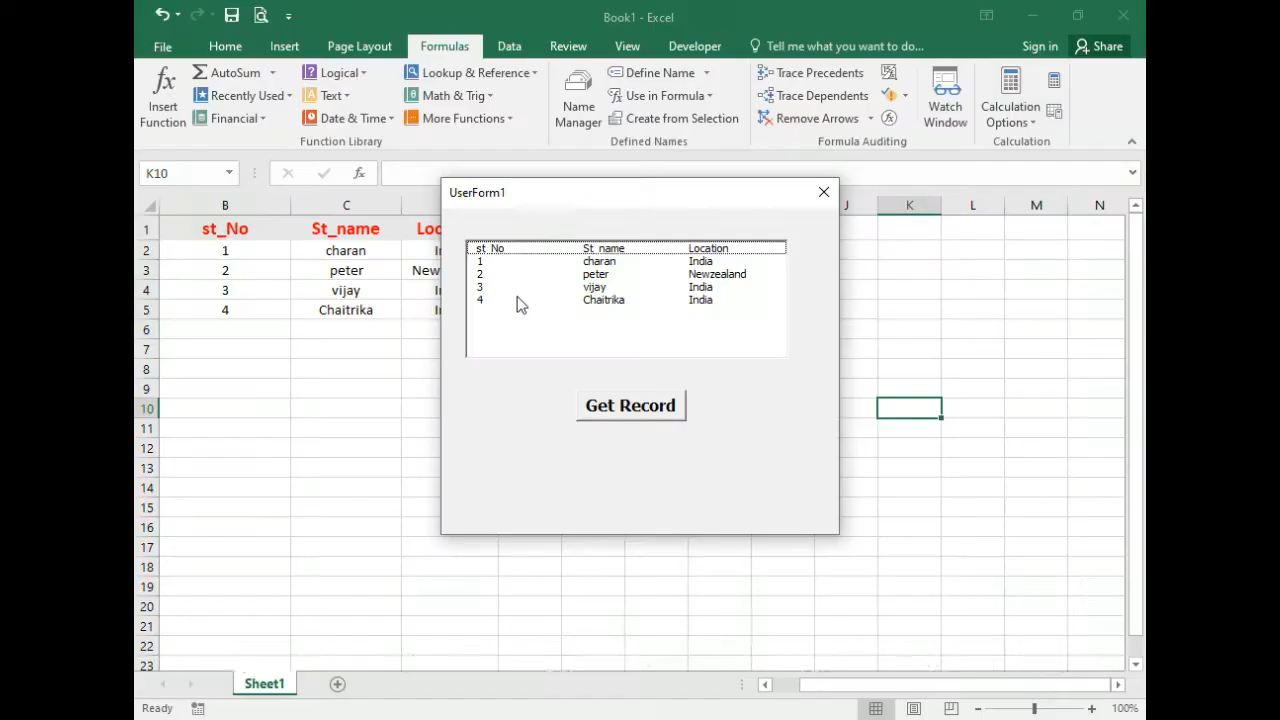 Book1 - Excel
File Home Insert Page Layout Formulas Data Review View Developer Tell me what you want to do... Sign in Share
AutoSum Logical Lookup & Reference Define Name Trace Precedents
Recently Used Text Math & Trig Use in Formula Trace Dependents
Financial Date & Time More Functions Create from Selection Remove Arrows
Insert Function
Name Manager
Watch Window
Calculation Options
Function Library Defined Names Formula Auditing Calculation
K10 fx
UserForm1
B C J K L M N
1 st_No St_name Loc
2 1 charan I
3 2 peter New
4 3 vijay I
5 4 Chaitrika I
6
7
8
9
10
11
12
13
14
15
16
17
18
19
20
21
22
23
st_No St_name Location
1 charan India
2 peter Newzealand
3 vijay India
4 Chaitrika India
Get Record
Sheet1
Ready 100%